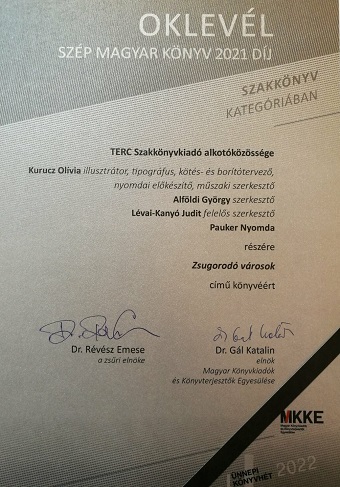 OKLEVÉL
SZÉP MAGYAR KÖNYV 2021 DÍJ
SZAKKÖNYV
KATEGÓRIÁBAN
TERC Szakkönyvkiadó alkotóközössége
Kurucz Olívia illusztrátor, tipográfus, kötés- és borítótervező,
nyomdai előkészítő, műszaki szerkesztő
Alföldi György szerkesztő
Lévai-Kanyó Judit felelős szerkesztő
Pauker Nyomda
részére
Zsugorodó városok
című könyvéért
Dr. Révész Emese
a zsűri elnöke
Dr. Gál Katalin
elnök
Magyar Könyvkiadók
és Könyvterjesztők Egyesülése
MKKE
ÜNNEPI
KÖNYVHÉT
2022